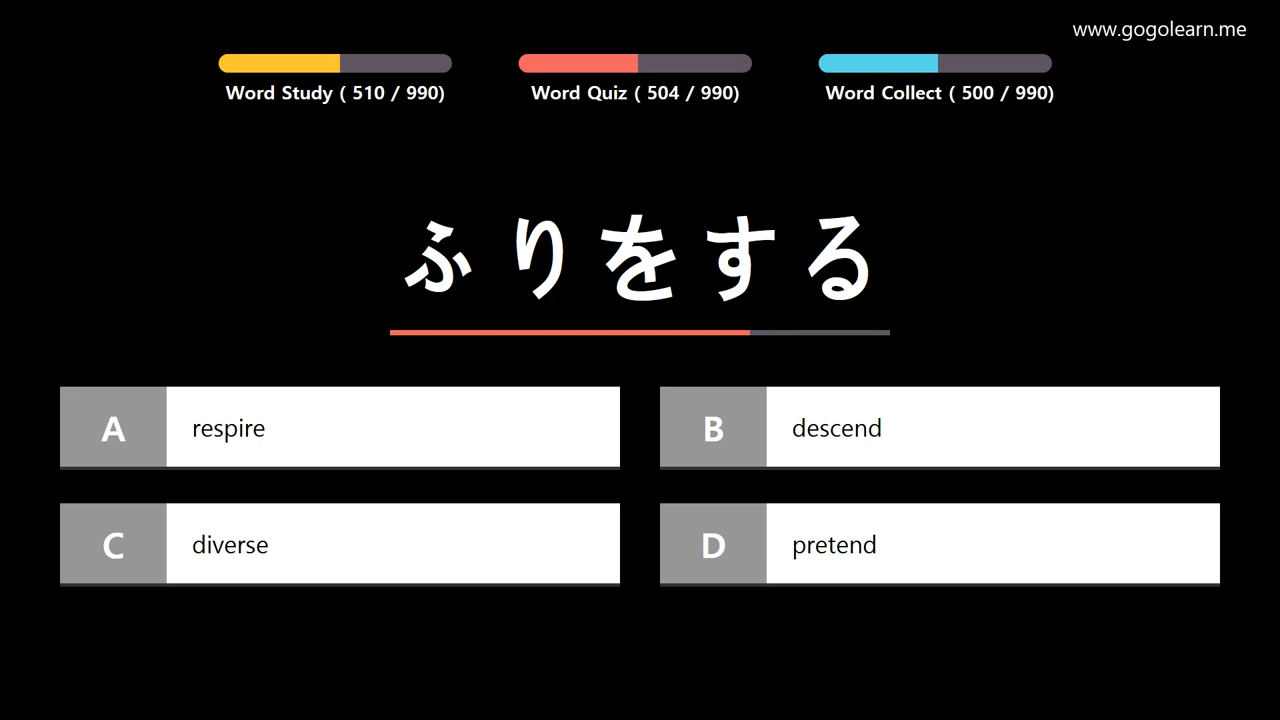 www.gogolearn.me
Word Study ( 510 / 990)
Word Quiz ( 504 / 990)
Word Collect ( 500 / 990)
ふりをする
A respire
B descend
C diverse
D pretend